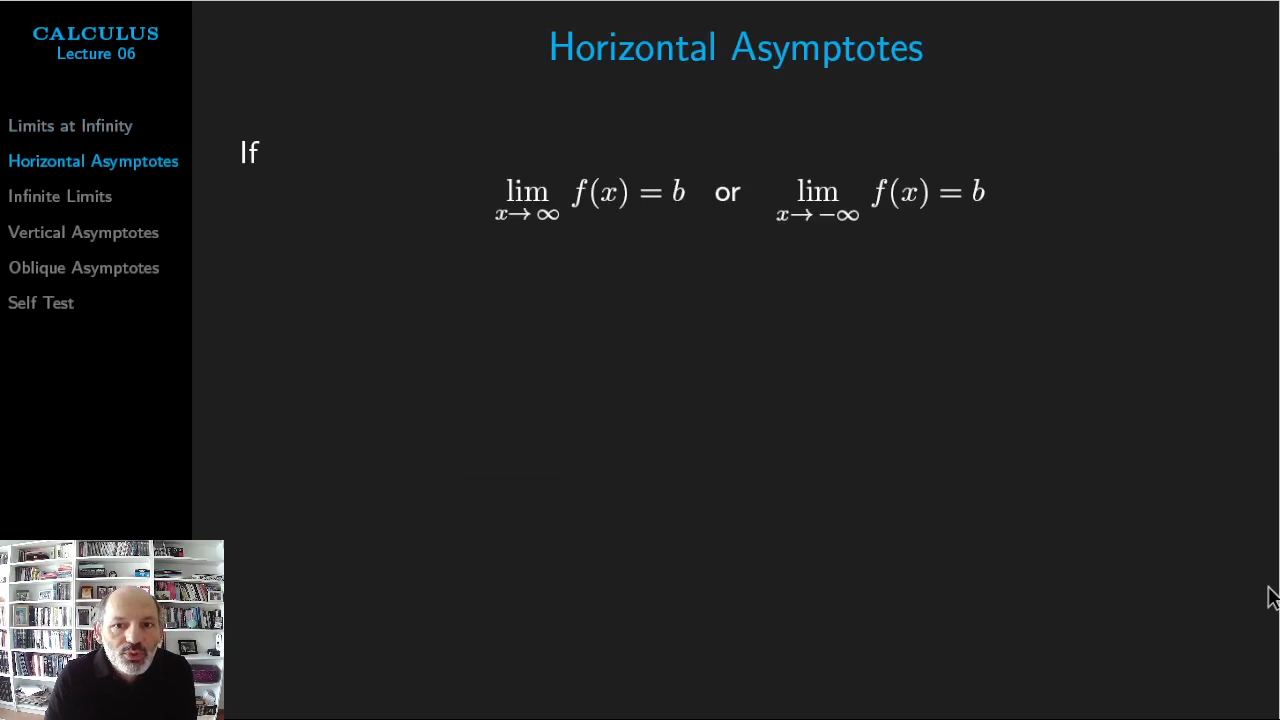 CALCULUS
Lecture 06
Limits at Infinity
Horizontal Asymptotes
Infinite Limits
Vertical Asymptotes
Oblique Asymptotes
Self Test
Horizontal Asymptotes
If
lim x→∞ f(x) = b or lim x→−∞ f(x) = b